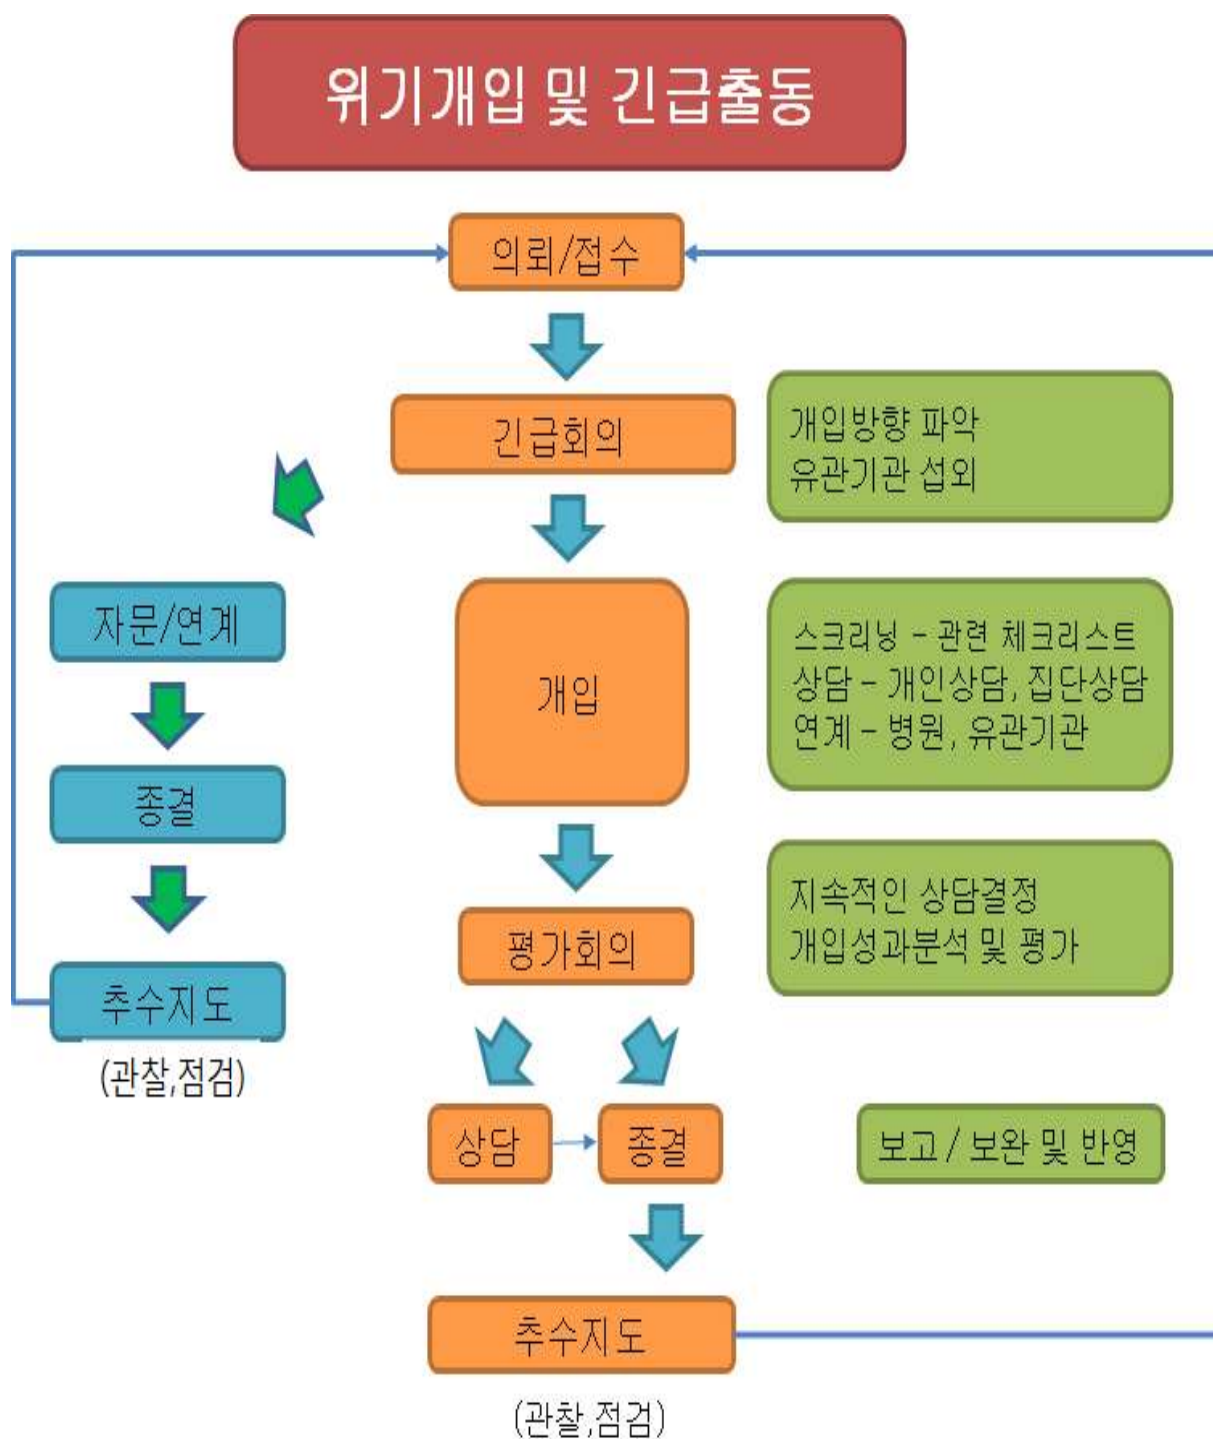 위기개입 및 긴급출동
의뢰/접수
긴급회의
개입방향 파악
유관기관 섭외
자문/연계
개입
스크리닝 - 관련 체크리스트
상담 - 개인상담, 집단상담
연계 - 병원, 유관기관
종결
평가회의
지속적인 상담결정
개입성과분석 및 평가
추수지도
(관찰,점검)
상담
종결
보고 / 보완 및 반영
추수지도
(관찰,점검)